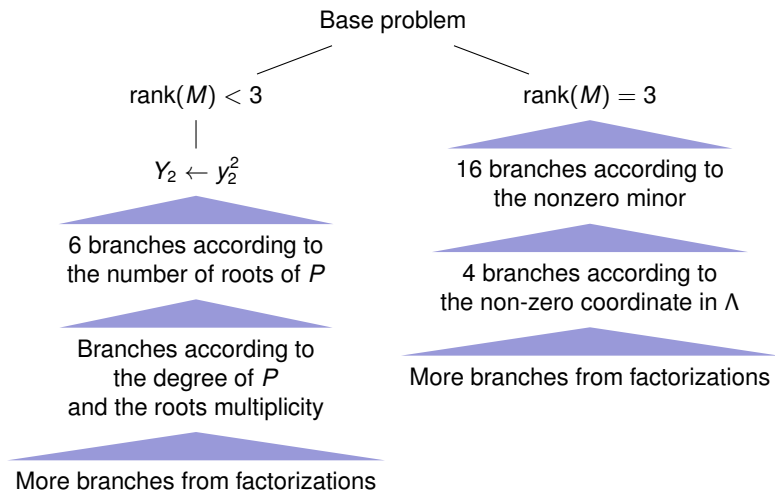 Base problem
rank(M) < 3
Y₂ ← y₂²
6 branches according to
the number of roots of P
Branches according to
the degree of P
and the roots multiplicity
More branches from factorizations
rank(M) = 3
16 branches according to
the nonzero minor
4 branches according to
the non-zero coordinate in Λ
More branches from factorizations